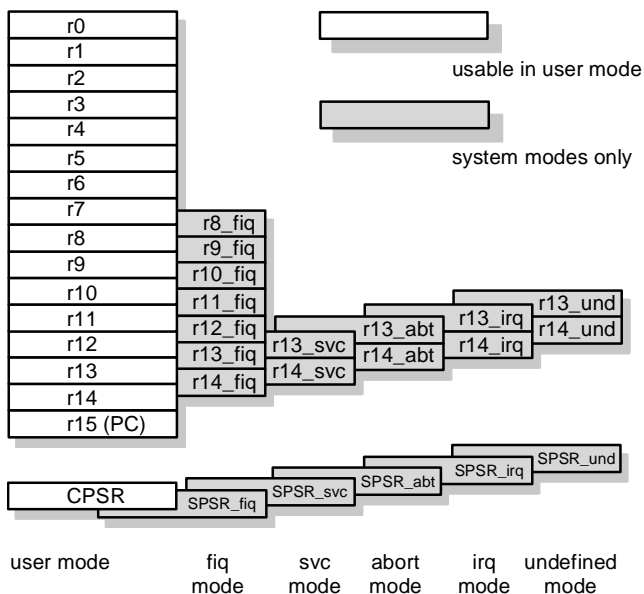 r0
r1
r2
r3
r4
r5
r6
r7
r8
r9
r10
r11
r12
r13
r14
r15 (PC)
usable in user mode
system modes only
r8_fiq
r9_fiq
r10_fiq
r11_fiq
r12_fiq
r13_fiq
r14_fiq
r13_svc
r14_svc
r13_abt
r14_abt
r13_irq
r14_irq
r13_und
r14_und
CPSR
SPSR_fiq
SPSR_svc
SPSR_abt
SPSR_irq
SPSR_und
user mode
fiq
mode
svc
mode
abort
mode
irq
mode
undefined
mode